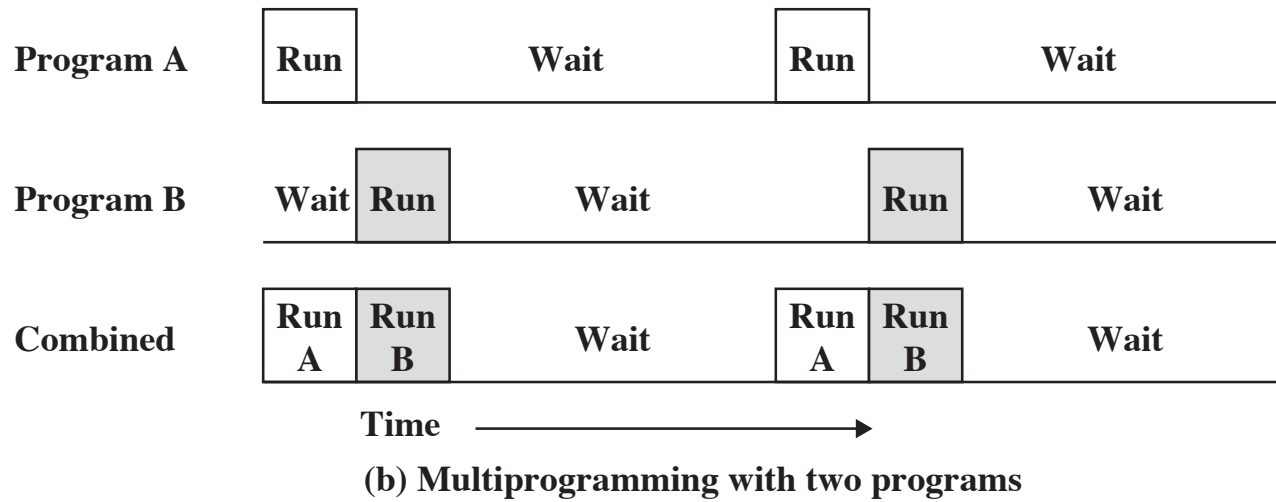 Program A Run Wait Run Wait
Program B Wait Run Wait Run Wait
Combined Run A Run B Wait Run A Run B Wait
Time
(b) Multiprogramming with two programs